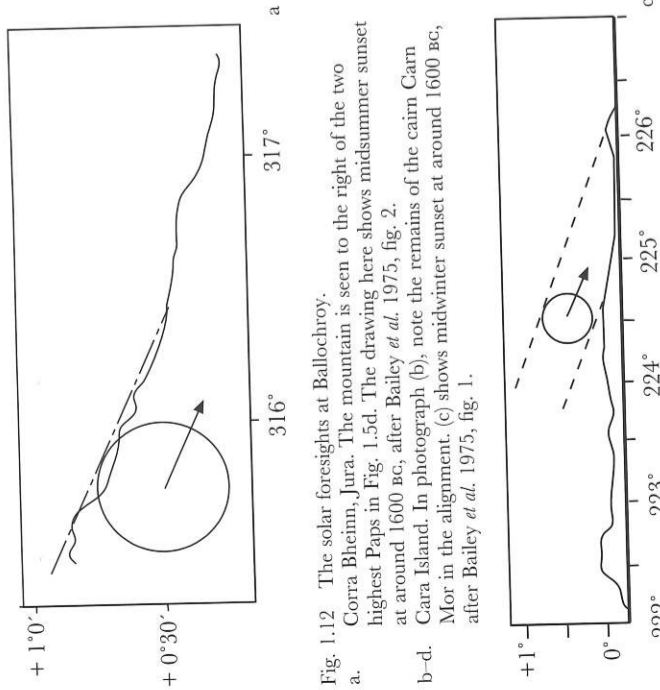 +1°0′
+0°30′
316°
317°
a
Fig. 1.12 The solar foresights at Ballochroy.
a. Corra Bheinn, Jura. The mountain is seen to the right of the two
highest Paps in Fig. 1.5d. The drawing here shows midsummer sunset
at around 1600 BC, after Bailey et al. 1975, fig. 2.
b–d. Cara Island. In photograph (b), note the remains of the cairn Carn
Mor in the alignment. (c) shows midwinter sunset at around 1600 BC,
after Bailey et al. 1975, fig. 1.
+1°
0°
223°
224°
225°
226°